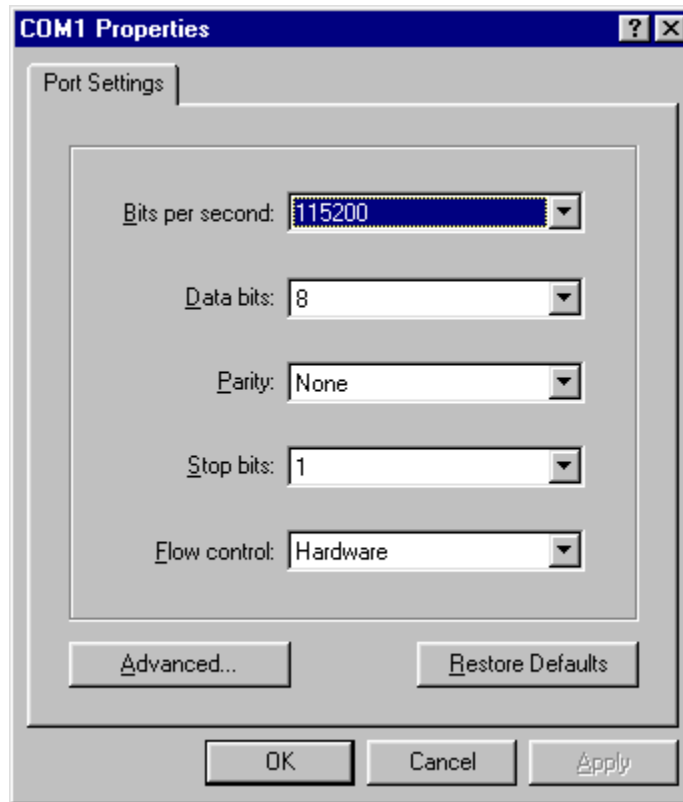 COM1 Properties
Port Settings
Bits per second: 115200
Data bits: 8
Parity: None
Stop bits: 1
Flow control: Hardware
Advanced... Restore Defaults
OK Cancel Apply